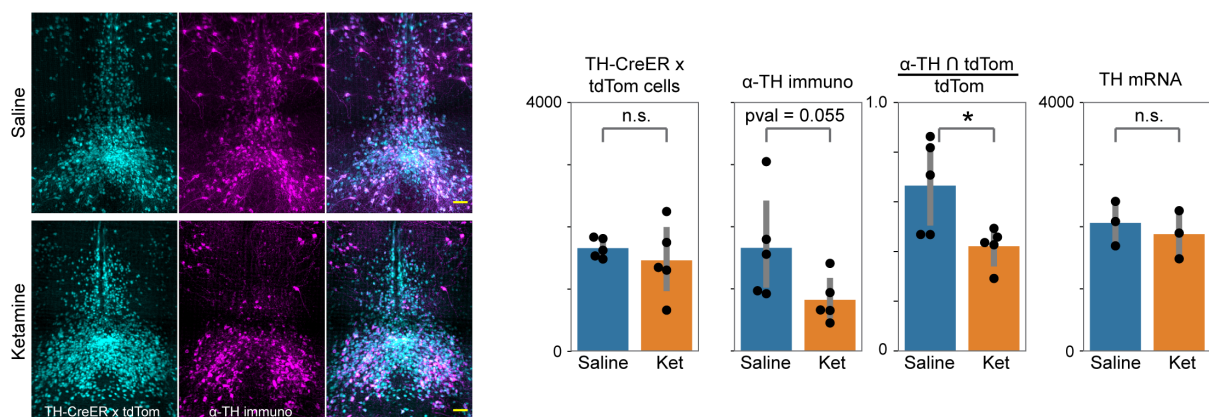 Saline
Ketamine
TH-CreER x tdTom
α-TH immuno
TH-CreER x
tdTom cells
4000
n.s.
0
Saline
Ket
α-TH immuno
pval = 0.055
Saline
Ket
α-TH ∩ tdTom
tdTom
1.0
*
0
Saline
Ket
TH mRNA
4000
n.s.
0
Saline
Ket